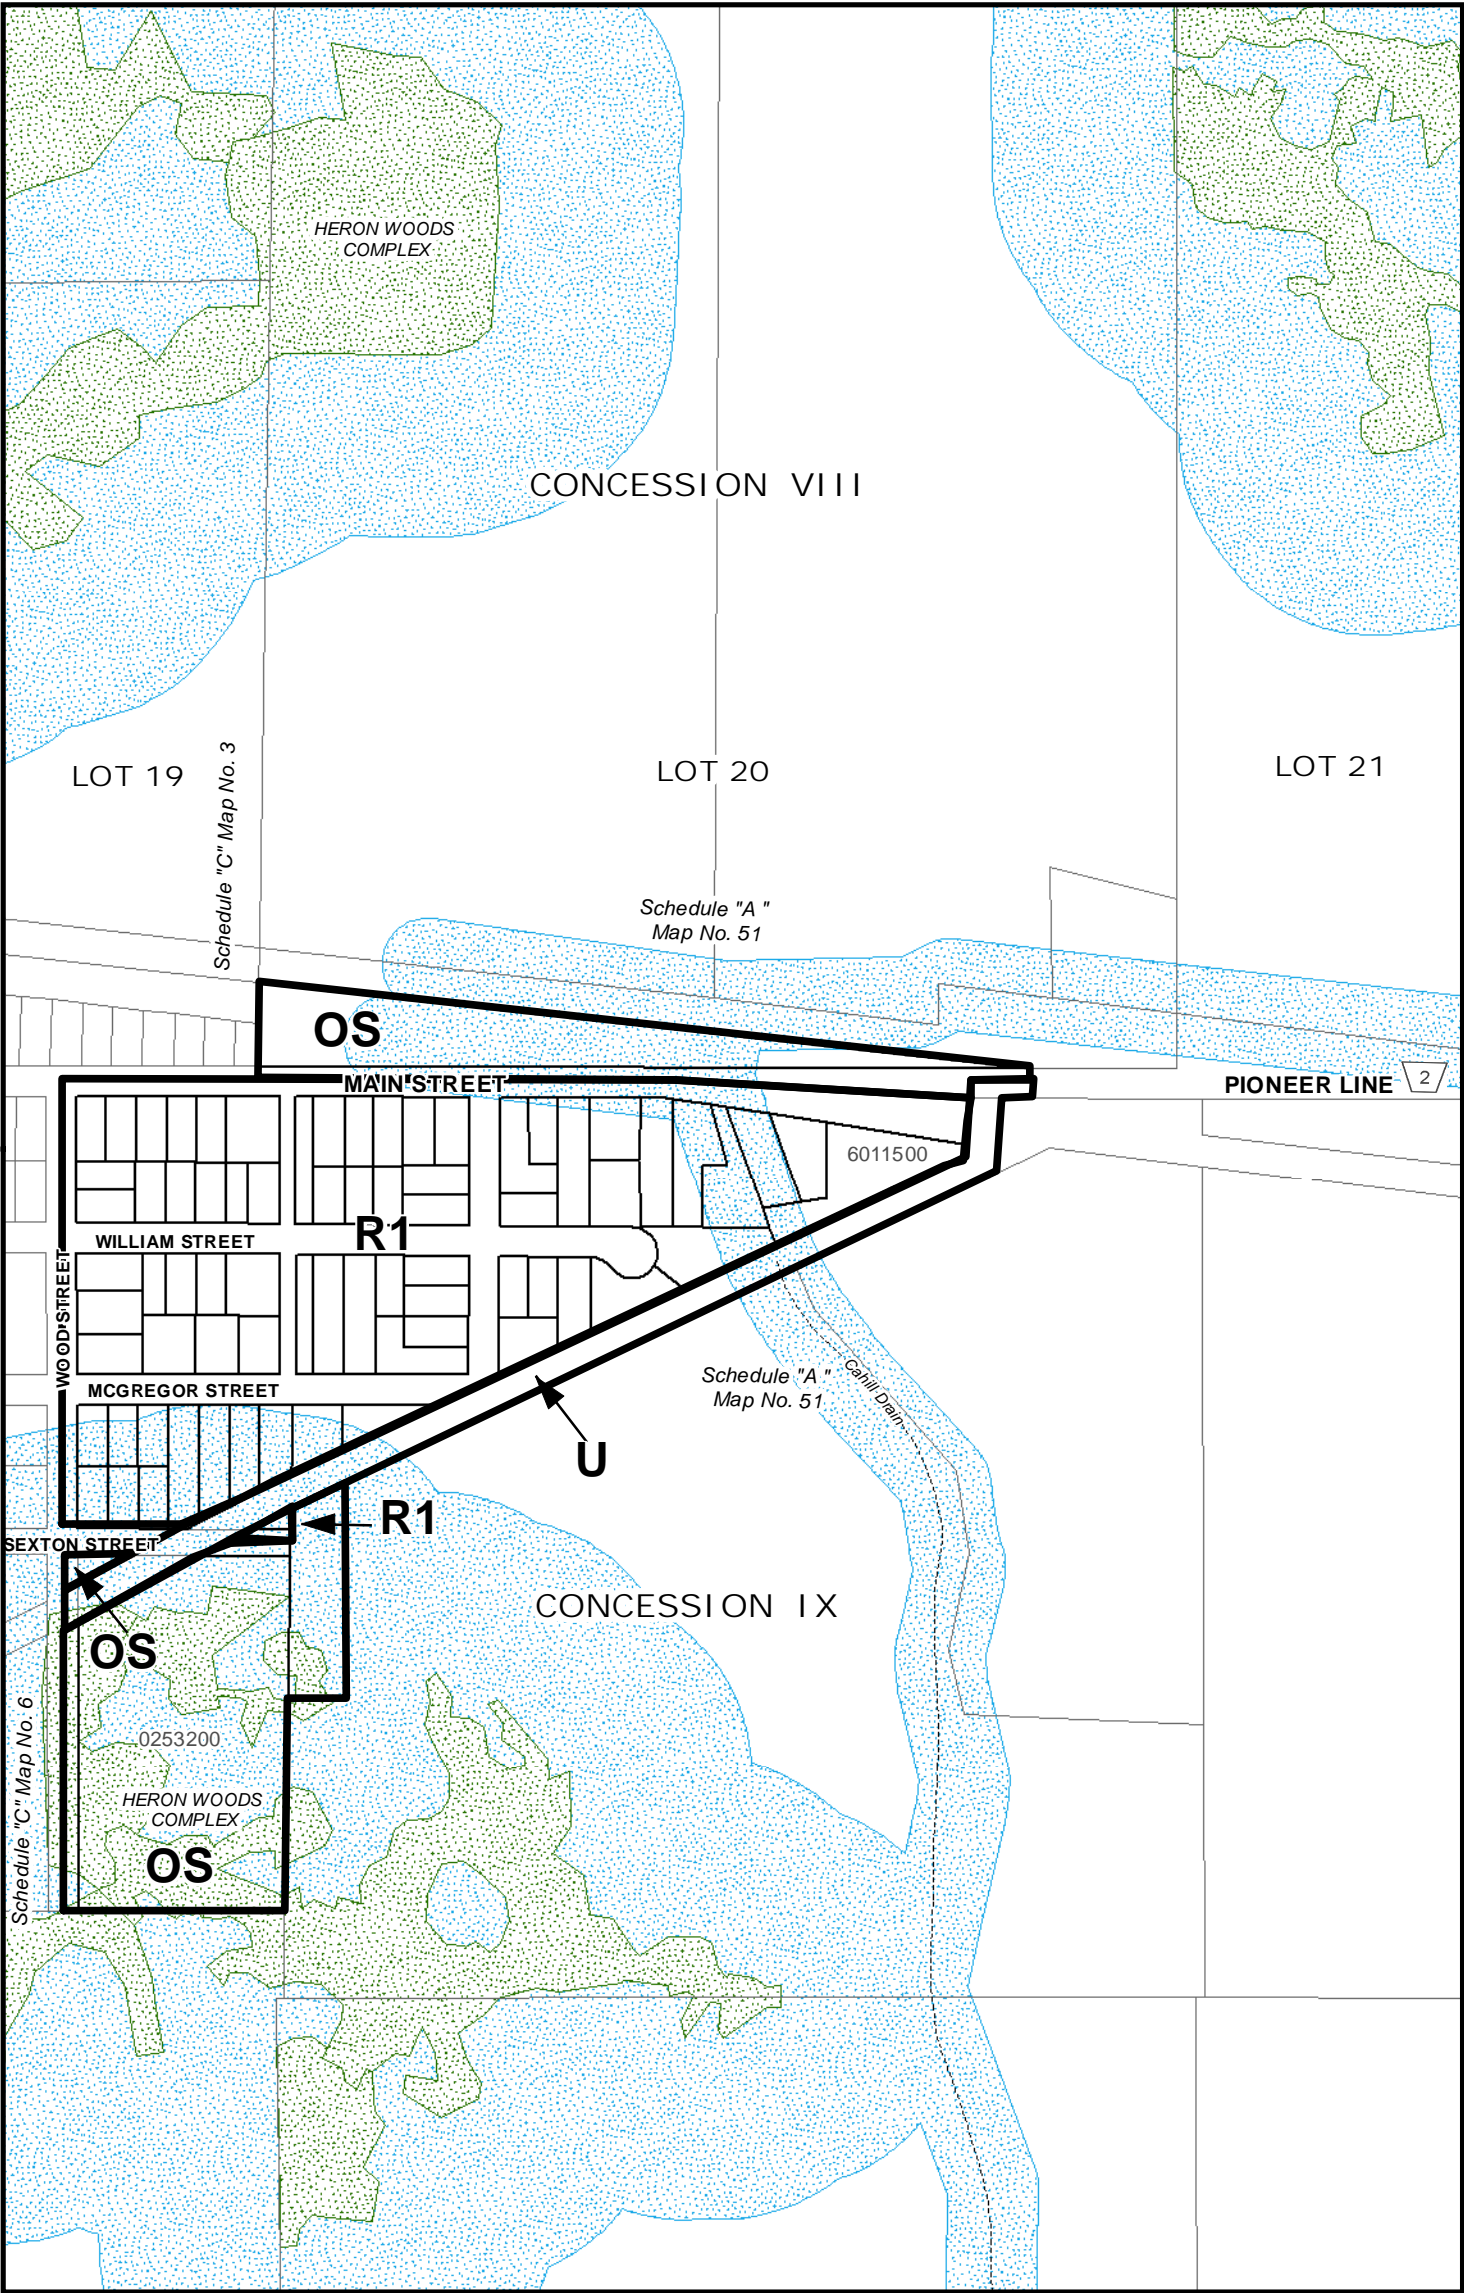 HERON WOODS
COMPLEX
CONCESSION VIII
LOT 19
Schedule "C" Map No. 3
LOT 20
LOT 21
Schedule "A "
Map No. 51
OS
MAIN STREET
PIONEER LINE
2
6011500
R1
WILLIAM STREET
WOOD STREET
MCGREGOR STREET
Schedule "A "
Map No. 51
Cahill Drain
U
R1
SEXTON STREET
CONCESSION IX
OS
Schedule "C" Map No. 6
0253200
HERON WOODS
COMPLEX
OS